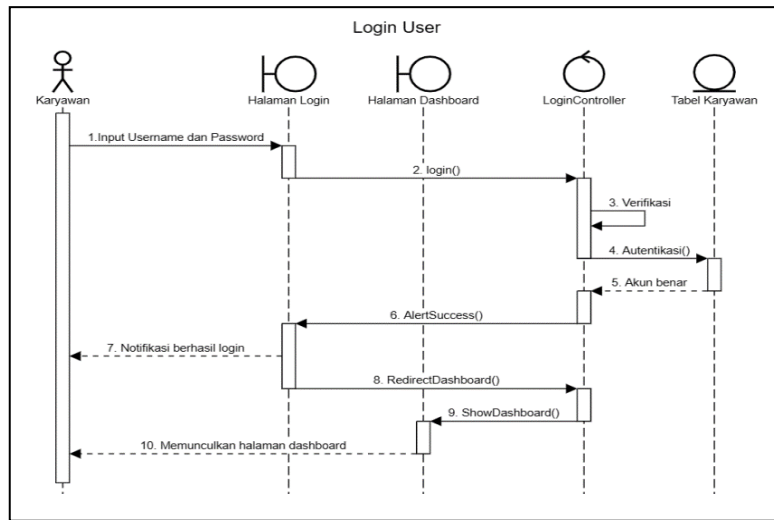 Login User
Karyawan
Halaman Login
Halaman Dashboard
LoginController
Tabel Karyawan
1.Input Username dan Password
2. login()
3. Verifikasi
4. Autentikasi()
5. Akun benar
6. AlertSuccess()
7. Notifikasi berhasil login
8. RedirectDashboard()
9. ShowDashboard()
10. Memunculkan halaman dashboard